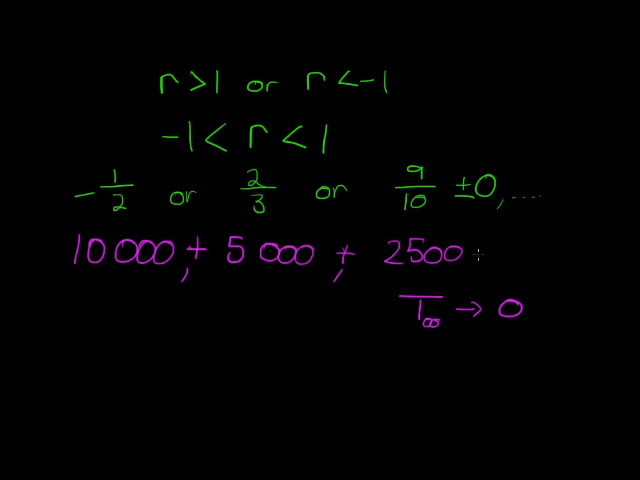 r > 1 or r < -1
-1 < r < 1
- 1/2 or 2/3 or 9/10 ±0, ....
10 000, + 5 000, + 2500
T∞ → 0